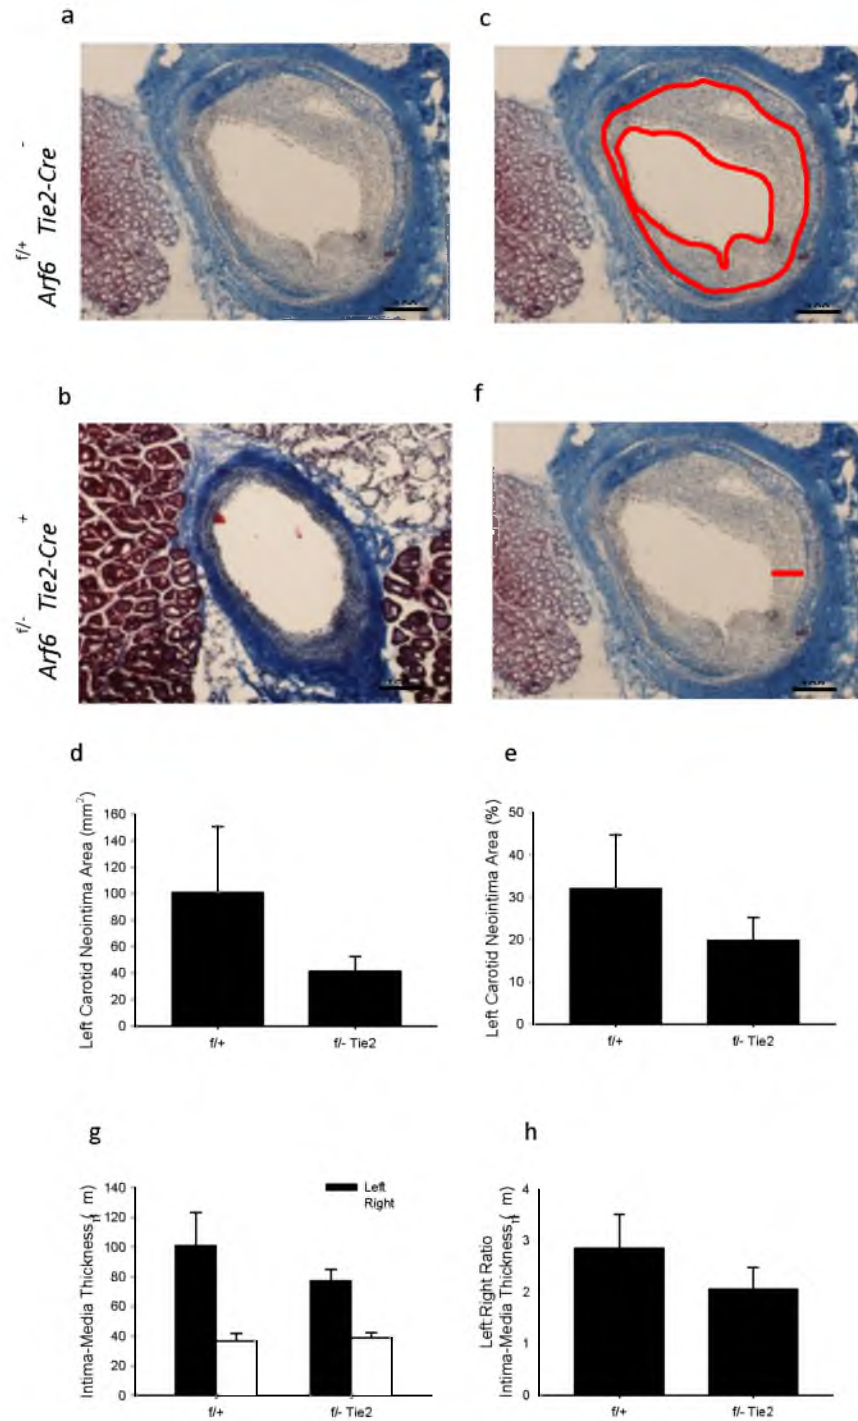 a
c
Arf6 f/+ Tie2-Cre -
b
f
Arf6 f/- Tie2-Cre +
d
e
Left Carotid Neointima Area (mm²)
160
140
120
100
80
60
40
20
0
f/+
f/- Tie2
Left Carotid Neointima Area (%)
50
40
30
20
10
0
f/+
f/- Tie2
g
h
Intima-Media Thickness ( m)
140
120
100
80
60
40
20
0
Left
Right
f/+
f/- Tie2
Left:Right Ratio
Intima-Media Thickness ( m)
4
3
2
1
0
f/+
f/- Tie2